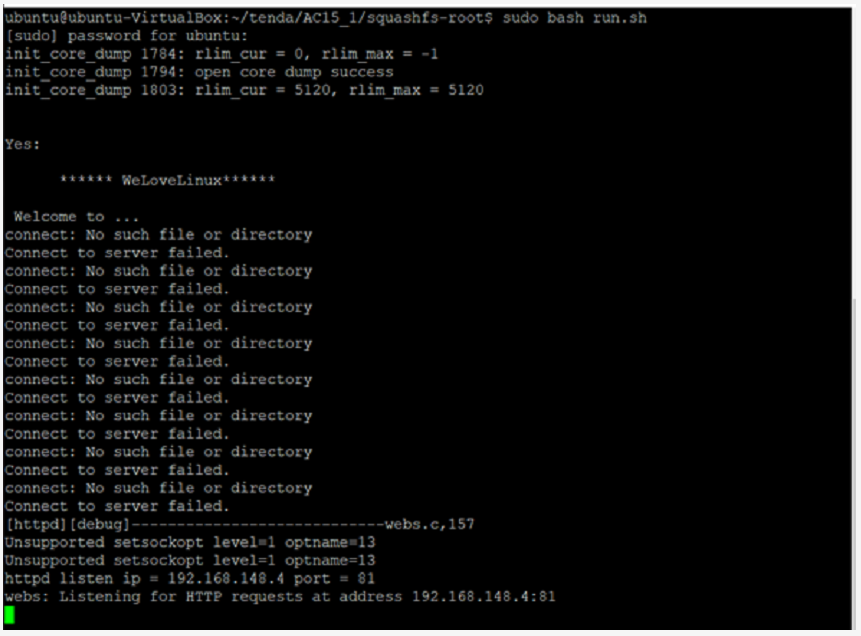 ubuntu@ubuntu-VirtualBox:~/tenda/AC15_1/squashfs-root$ sudo bash run.sh
[sudo] password for ubuntu:
init_core_dump 1784: rlim_cur = 0, rlim_max = -1
init_core_dump 1794: open core dump success
init_core_dump 1803: rlim_cur = 5120, rlim_max = 5120
Yes:
****** WeLoveLinux******
Welcome to ...
connect: No such file or directory
Connect to server failed.
connect: No such file or directory
Connect to server failed.
connect: No such file or directory
Connect to server failed.
connect: No such file or directory
Connect to server failed.
connect: No such file or directory
Connect to server failed.
connect: No such file or directory
Connect to server failed.
connect: No such file or directory
Connect to server failed.
connect: No such file or directory
Connect to server failed.
[httpd][debug]----------------------------webs.c,157
Unsupported setsockopt level=1 optname=13
Unsupported setsockopt level=1 optname=13
httpd listen ip = 192.168.148.4 port = 81
webs: Listening for HTTP requests at address 192.168.148.4:81